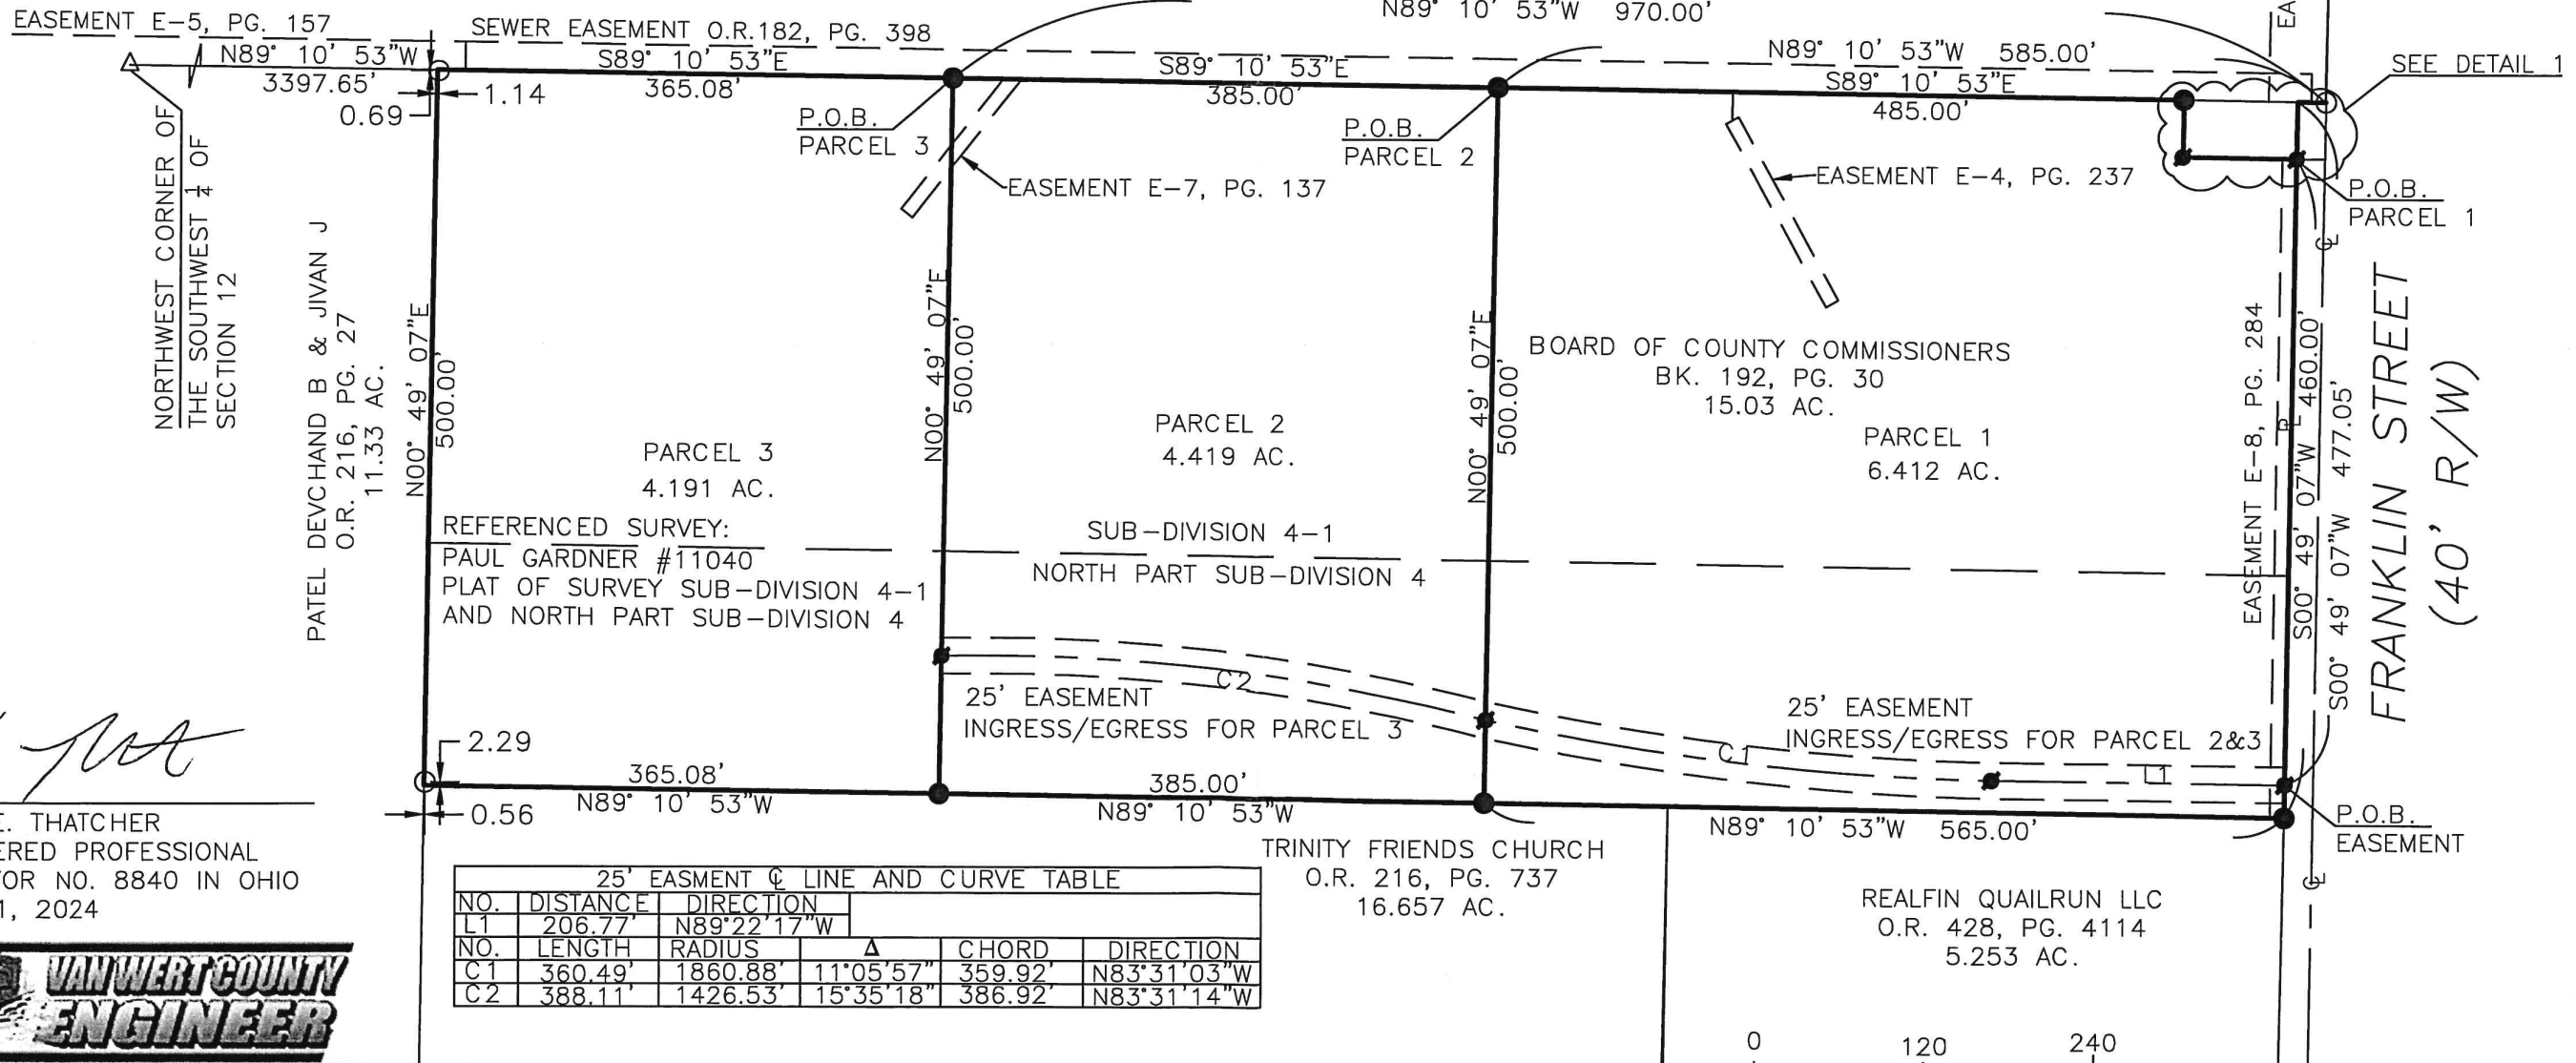 EASEMENT E-5, PG. 157
SEWER EASEMENT O.R.182, PG. 398
N89° 10' 53"W 970.00'
EA
N89° 10' 53"W
3397.65'
S89° 10' 53"E
365.08'
S89° 10' 53"E
385.00'
N89° 10' 53"W 585.00'
S89° 10' 53"E
485.00'
SEE DETAIL 1
1.14
0.69
P.O.B.
PARCEL 3
P.O.B.
PARCEL 2
EASEMENT E-7, PG. 137
EASEMENT E-4, PG. 237
P.O.B.
PARCEL 1
NORTHWEST CORNER OF
THE SOUTHWEST 1/4 OF
SECTION 12
PATEL DEVCHAND B & JIVAN J
O.R. 216, PG. 27
11.33 AC.
N00° 49' 07"E
500.00'
N00° 49' 07"E
500.00'
N00° 49' 07"E
500.00'
BOARD OF COUNTY COMMISSIONERS
BK. 192, PG. 30
15.03 AC.
PARCEL 3
4.191 AC.
PARCEL 2
4.419 AC.
PARCEL 1
6.412 AC.
EASEMENT E-8, PG. 284
S00° 49' 07"W 460.00'
S00° 49' 07"W 477.05'
FRANKLIN STREET
(40' R/W)
REFERENCED SURVEY:
PAUL GARDNER #11040
PLAT OF SURVEY SUB-DIVISION 4-1
AND NORTH PART SUB-DIVISION 4
SUB-DIVISION 4-1
NORTH PART SUB-DIVISION 4
C2
25' EASEMENT
INGRESS/EGRESS FOR PARCEL 3
25' EASEMENT
INGRESS/EGRESS FOR PARCEL 2&3
C1
L1
2.29
0.56
365.08'
N89° 10' 53"W
385.00'
N89° 10' 53"W
N89° 10' 53"W 565.00'
P.O.B.
EASEMENT
E. THATCHER
ERED PROFESSIONAL
OR NO. 8840 IN OHIO
1, 2024
TRINITY FRIENDS CHURCH
O.R. 216, PG. 737
16.657 AC.
REALFIN QUAILRUN LLC
O.R. 428, PG. 4114
5.253 AC.
25' EASMENT ℄ LINE AND CURVE TABLE
NO. DISTANCE DIRECTION
L1 206.77' N89°22'17"W
NO. LENGTH RADIUS Δ CHORD DIRECTION
C1 360.49' 1860.88' 11°05'57" 359.92' N83°31'03"W
C2 388.11' 1426.53' 15°35'18" 386.92' N83°31'14"W
VAN WERT COUNTY
ENGINEER
0 120 240